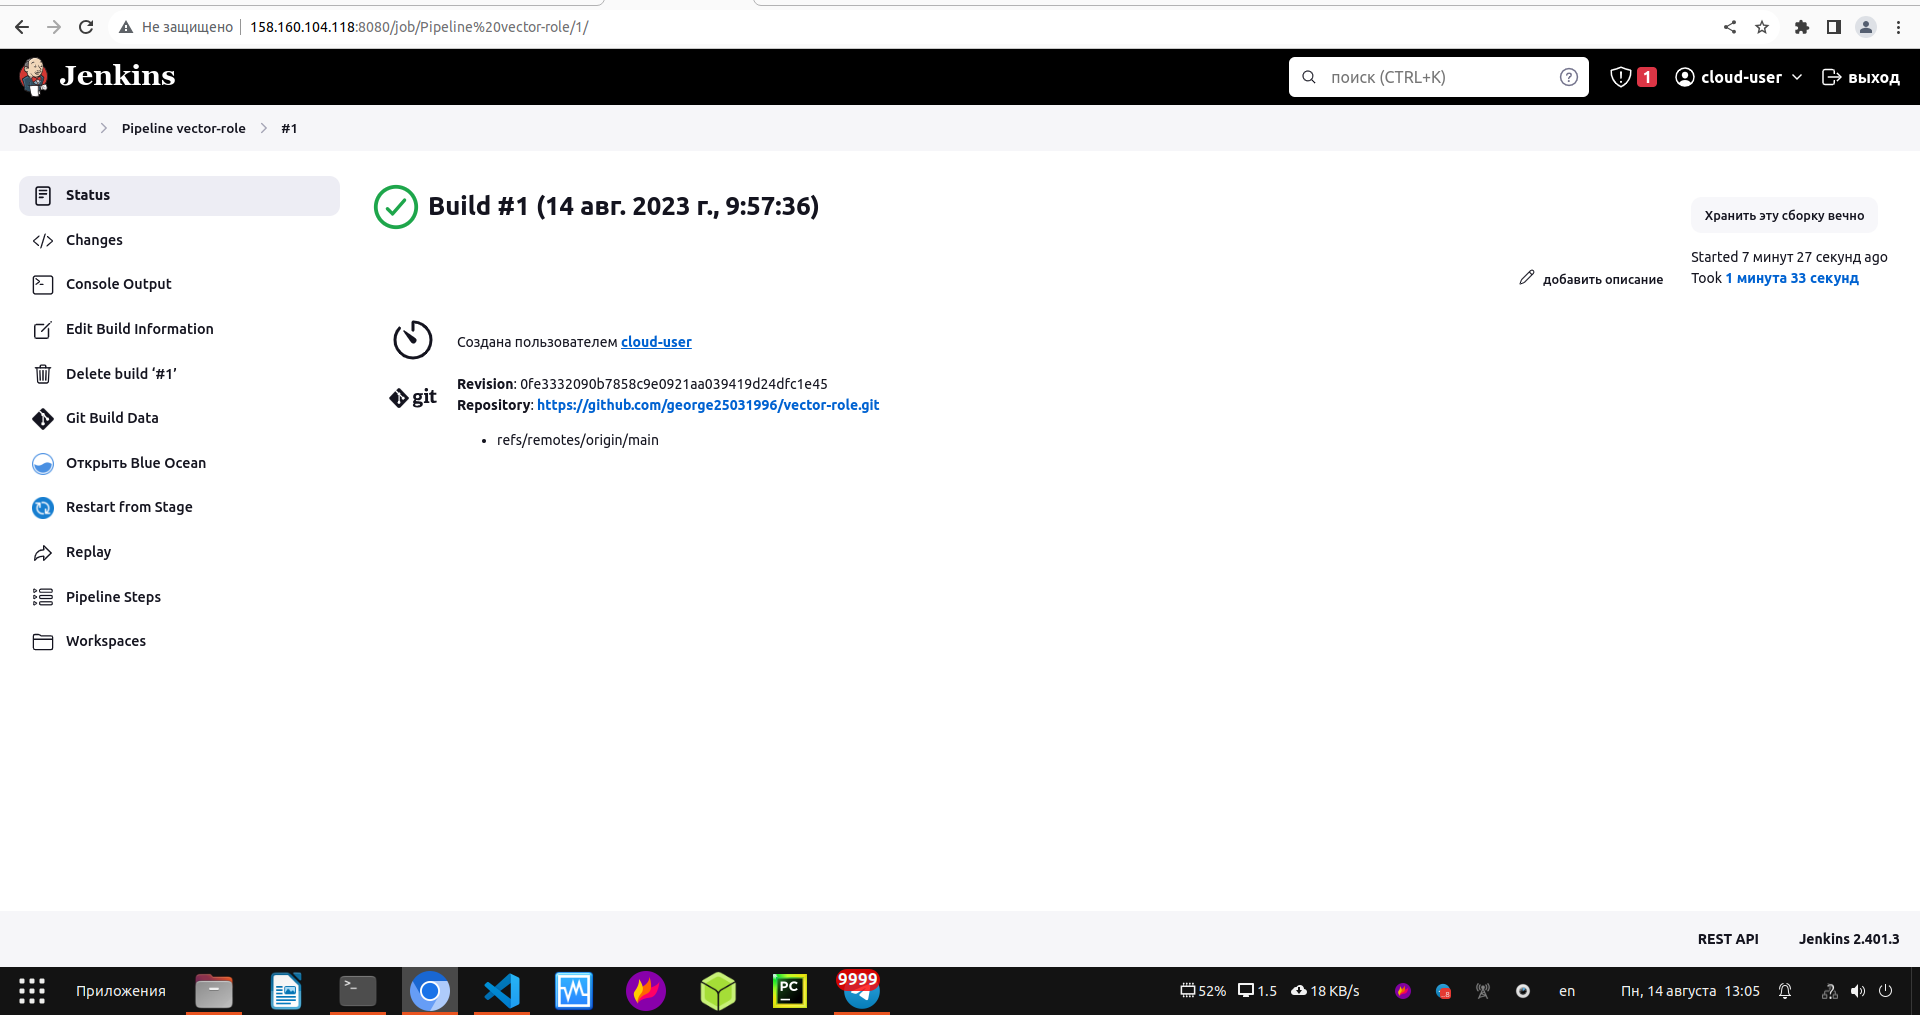 Не защищено 158.160.104.118:8080/job/Pipeline%20vector-role/1/
Jenkins
поиск (CTRL+K)
1
cloud-user
выход
Dashboard
Pipeline vector-role
#1
Status
Changes
Console Output
Edit Build Information
Delete build ‘#1’
Git Build Data
Открыть Blue Ocean
Restart from Stage
Replay
Pipeline Steps
Workspaces
Build #1 (14 авг. 2023 г., 9:57:36)
Хранить эту сборку вечно
Started 7 минут 27 секунд ago
Took 1 минута 33 секунд
добавить описание
Создана пользователем cloud-user
git
Revision: 0fe3332090b7858c9e0921aa039419d24dfc1e45
Repository: https://github.com/george25031996/vector-role.git
refs/remotes/origin/main
REST API
Jenkins 2.401.3
Приложения
PC
9999
52%
1.5
18 KB/s
en
Пн, 14 августа 13:05